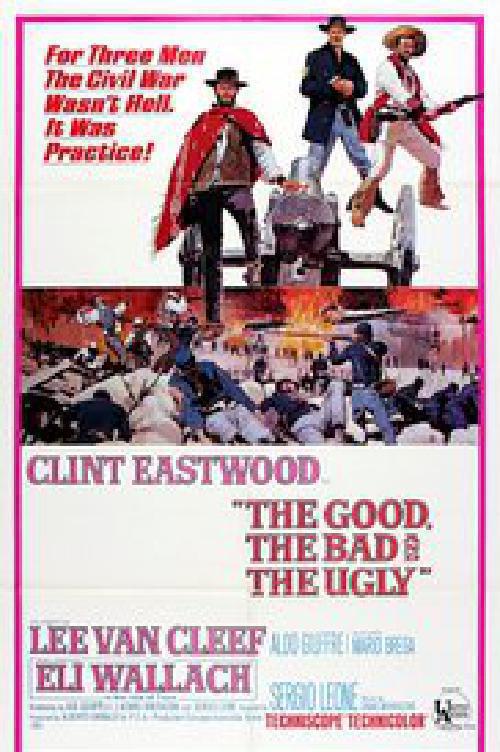 For Three Men
The Civil War
Wasn't Hell.
It Was
Practice!
CLINT EASTWOOD
"THE GOOD,
THE BAD &
THE UGLY"
LEE VAN CLEEF
ALDO GIUFFRE | MARIO BREGA
ELI WALLACH
SERGIO LEONE
TECHNISCOPE TECHNICOLOR